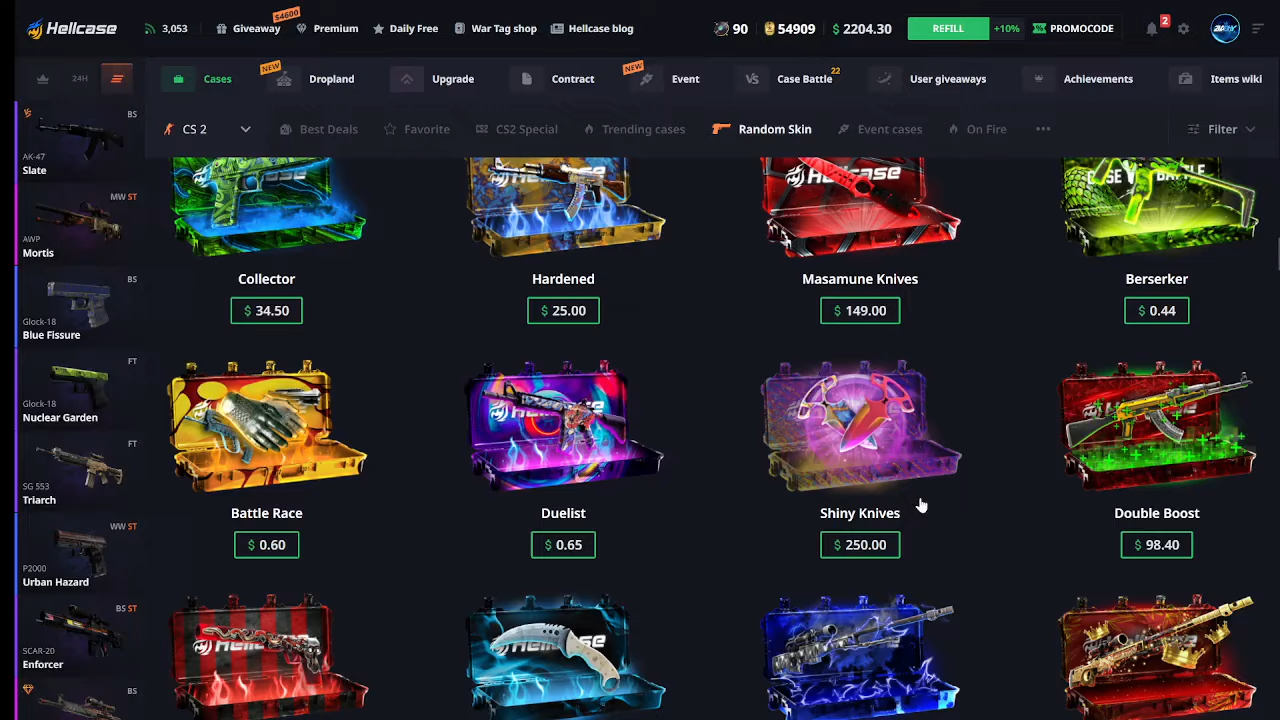 Hellcase
3,053
$4600
Giveaway
Premium
Daily Free
War Tag shop
Hellcase blog
90
54909
$ 2204.30
REFILL
+10%
PROMOCODE
2
24H
Cases
NEW
Dropland
Upgrade
Contract
NEW
Event
VS
Case Battle
22
User giveaways
Achievements
Items wiki
CS 2
Best Deals
Favorite
CS2 Special
Trending cases
Random Skin
Event cases
On Fire
Filter
BS
AK-47
Slate
MW ST
AWP
Mortis
BS
Glock-18
Blue Fissure
FT
Glock-18
Nuclear Garden
FT
SG 553
Triarch
WW ST
P2000
Urban Hazard
BS ST
SCAR-20
Enforcer
BS
Collector
$ 34.50
Hardened
$ 25.00
Masamune Knives
$ 149.00
Berserker
$ 0.44
Battle Race
$ 0.60
Duelist
$ 0.65
Shiny Knives
$ 250.00
Double Boost
$ 98.40